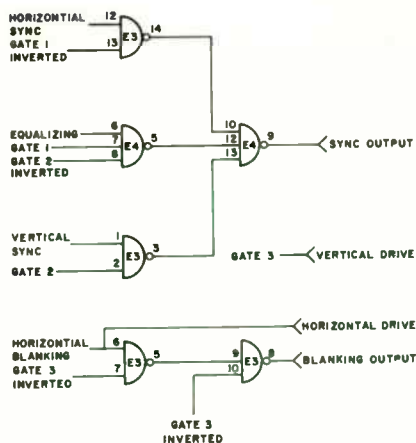 HORIZONTIAL 12
SYNC E3 14
GATE 1 13
INVERTED
EQUALIZING 6
GATE 1 7 E4 5
GATE 2 8
INVERTED
10
12 E4 9 SYNC OUTPUT
13
VERTICAL 1
SYNC E3 3
GATE 2 2
GATE 3 VERTICAL DRIVE
HORIZONTAL DRIVE
HORIZONTIAL 6
BLANKING E3 5
GATE 3 7
INVERTED
9 E3 8 BLANKING OUTPUT
10
GATE 3
INVERTED